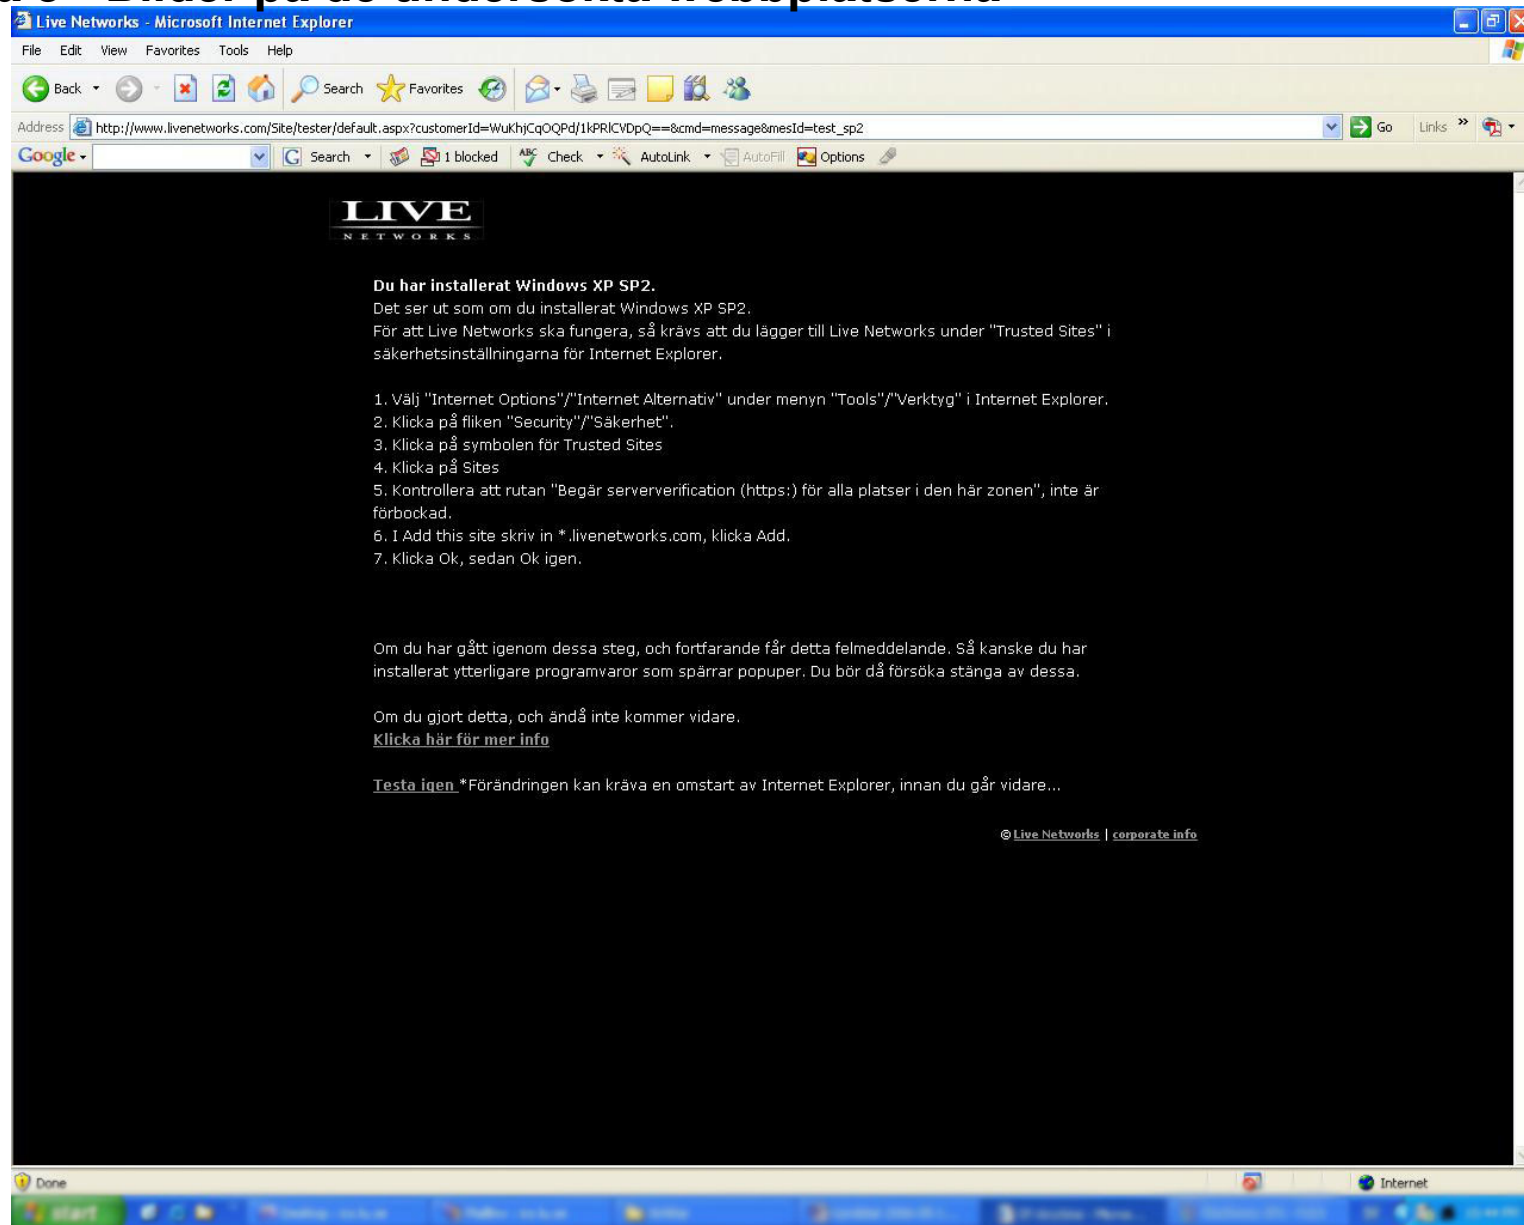 Bilder på de undersökta webbplatserna
Live Networks - Microsoft Internet Explorer
File Edit View Favorites Tools Help
Back Search Favorites
Address http://www.livenetworks.com/Site/tester/default.aspx?customerId=WuKhjCqOQPd/1kPRlCVDpQ==&cmd=message&mesId=test_sp2 Go Links »
Google G Search 1 blocked ABC Check AutoLink AutoFill Options
LIVE
NETWORKS
Du har installerat Windows XP SP2.
Det ser ut som om du installerat Windows XP SP2.
För att Live Networks ska fungera, så krävs att du lägger till Live Networks under "Trusted Sites" i
säkerhetsinställningarna för Internet Explorer.
1. Välj "Internet Options"/"Internet Alternativ" under menyn "Tools"/"Verktyg" i Internet Explorer.
2. Klicka på fliken "Security"/"Säkerhet".
3. Klicka på symbolen för Trusted Sites
4. Klicka på Sites
5. Kontrollera att rutan "Begär serververification (https:) för alla platser i den här zonen", inte är
förbockad.
6. I Add this site skriv in *.livenetworks.com, klicka Add.
7. Klicka Ok, sedan Ok igen.
Om du har gått igenom dessa steg, och fortfarande får detta felmeddelande. Så kanske du har
installerat ytterligare programvaror som spärrar popuper. Du bör då försöka stänga av dessa.
Om du gjort detta, och ändå inte kommer vidare.
Klicka här för mer info
Testa igen *Förändringen kan kräva en omstart av Internet Explorer, innan du går vidare...
© Live Networks | corporate info
Done Internet
start